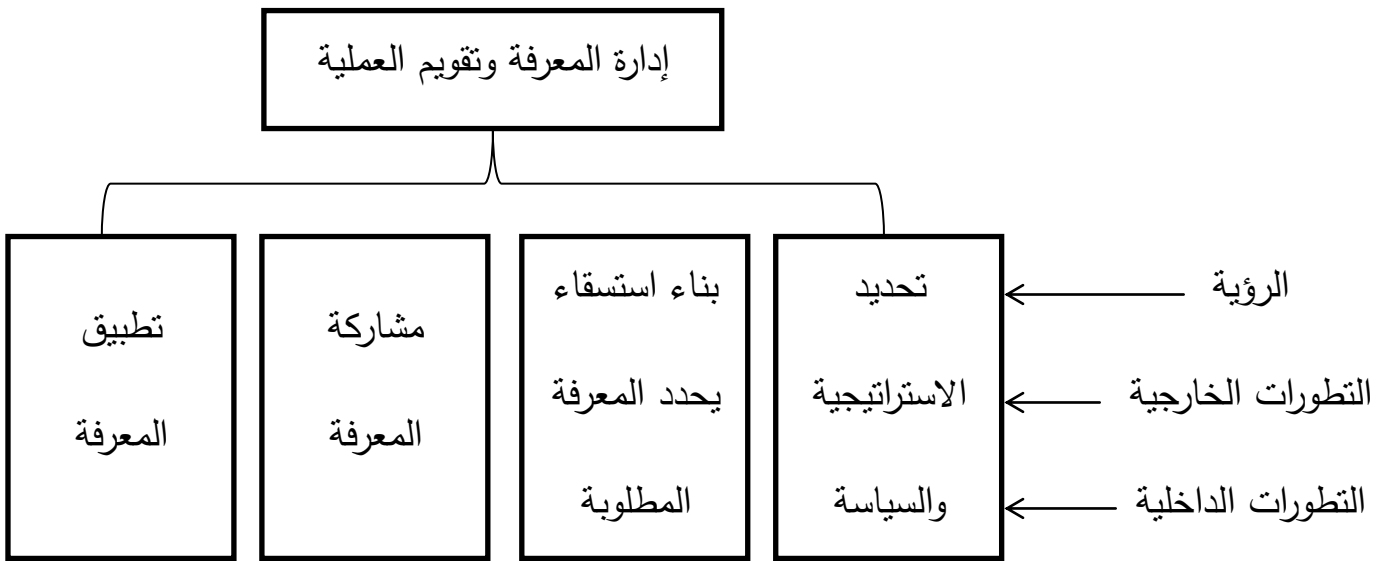 إدارة المعرفة وتقويم العملية
الرؤية
التطورات الخارجية
التطورات الداخلية
تحديد
الاستراتيجية
والسياسة
بناء استسقاء
يحدد المعرفة
المطلوبة
مشاركة
المعرفة
تطبيق
المعرفة